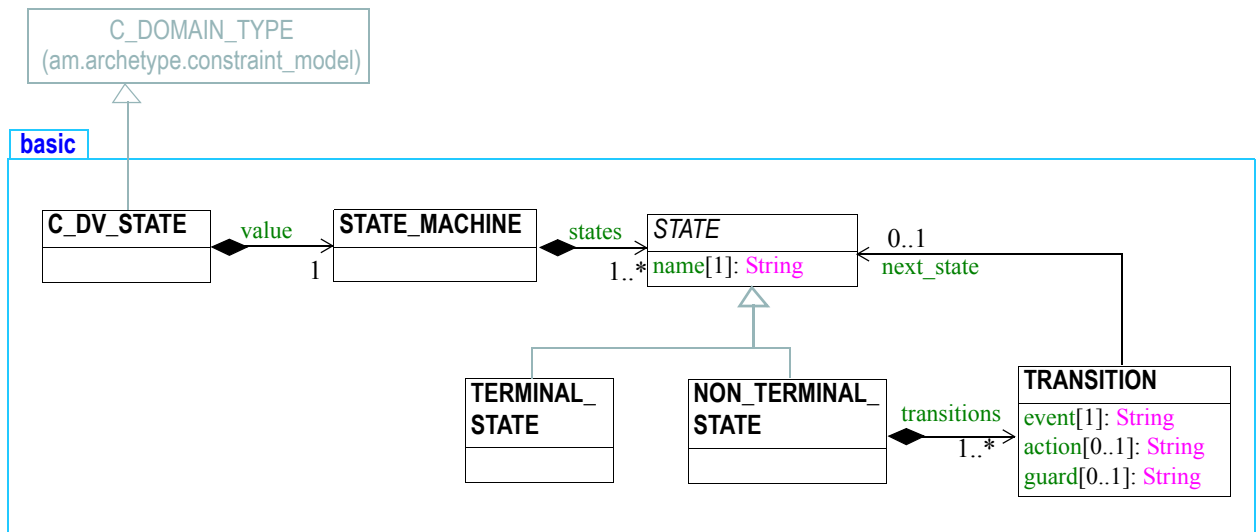 C_DOMAIN_TYPE
(am.archetype.constraint_model)
basic
C_DV_STATE
value
1
STATE_MACHINE
states
1..*
STATE
name[1]: String
0..1
next_state
TERMINAL_
STATE
NON_TERMINAL_
STATE
transitions
1..*
TRANSITION
event[1]: String
action[0..1]: String
guard[0..1]: String